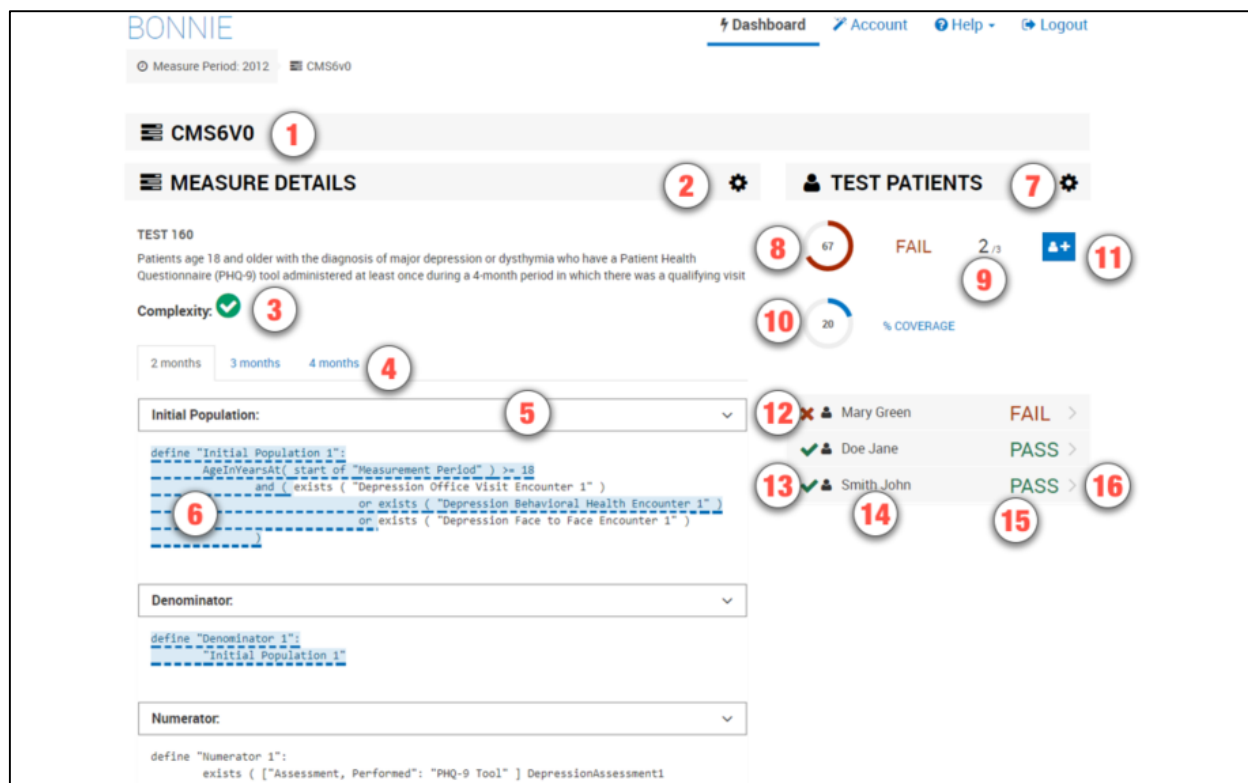 BONNIE
Dashboard Account Help Logout
Measure Period: 2012 CMS6v0
CMS6V0 1
MEASURE DETAILS 2
TEST PATIENTS 7
TEST 160
Patients age 18 and older with the diagnosis of major depression or dysthymia who have a Patient Health
Questionnaire (PHQ-9) tool administered at least once during a 4-month period in which there was a qualifying visit
Complexity: 3
8 67 FAIL 2/3 11
9
10 20 % COVERAGE
2 months 3 months 4 months 4
Initial Population: 5
define "Initial Population 1":
AgeInYearsAt( start of "Measurement Period" ) >= 18
and ( exists ( "Depression Office Visit Encounter 1" )
or exists ( "Depression Behavioral Health Encounter 1" )
6 or exists ( "Depression Face to Face Encounter 1" )
)
12 Mary Green FAIL
Doe Jane PASS
13 Smith John PASS 16
14 15
Denominator:
define "Denominator 1":
"Initial Population 1"
Numerator:
define "Numerator 1":
exists ( ["Assessment, Performed": "PHQ-9 Tool" ] DepressionAssessment1